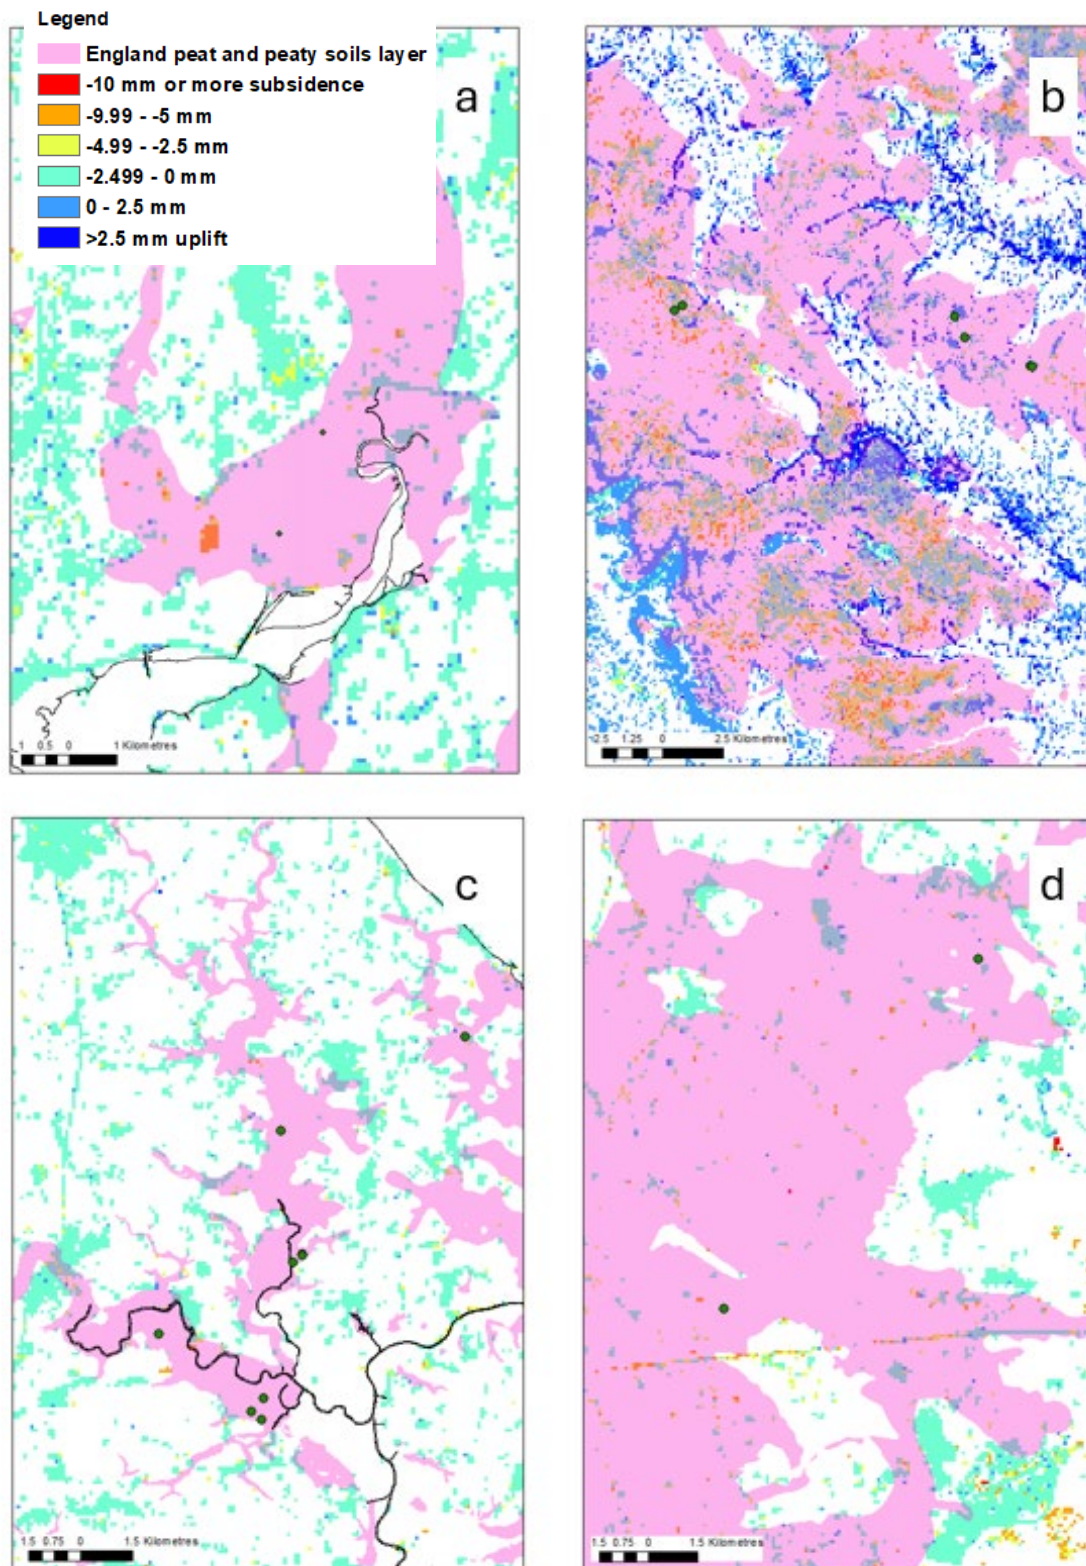 Legend
England peat and peaty soils layer
-10 mm or more subsidence
-9.99 - -5 mm
-4.99 - -2.5 mm
-2.499 - 0 mm
0 - 2.5 mm
>2.5 mm uplift
a
b
1 0.5 0 1 Kilometres
2.5 1.25 0 2.5 Kilometres
c
d
1.5 0.75 0 1.5 Kilometres
1.5 0.75 0 1.5 Kilometres